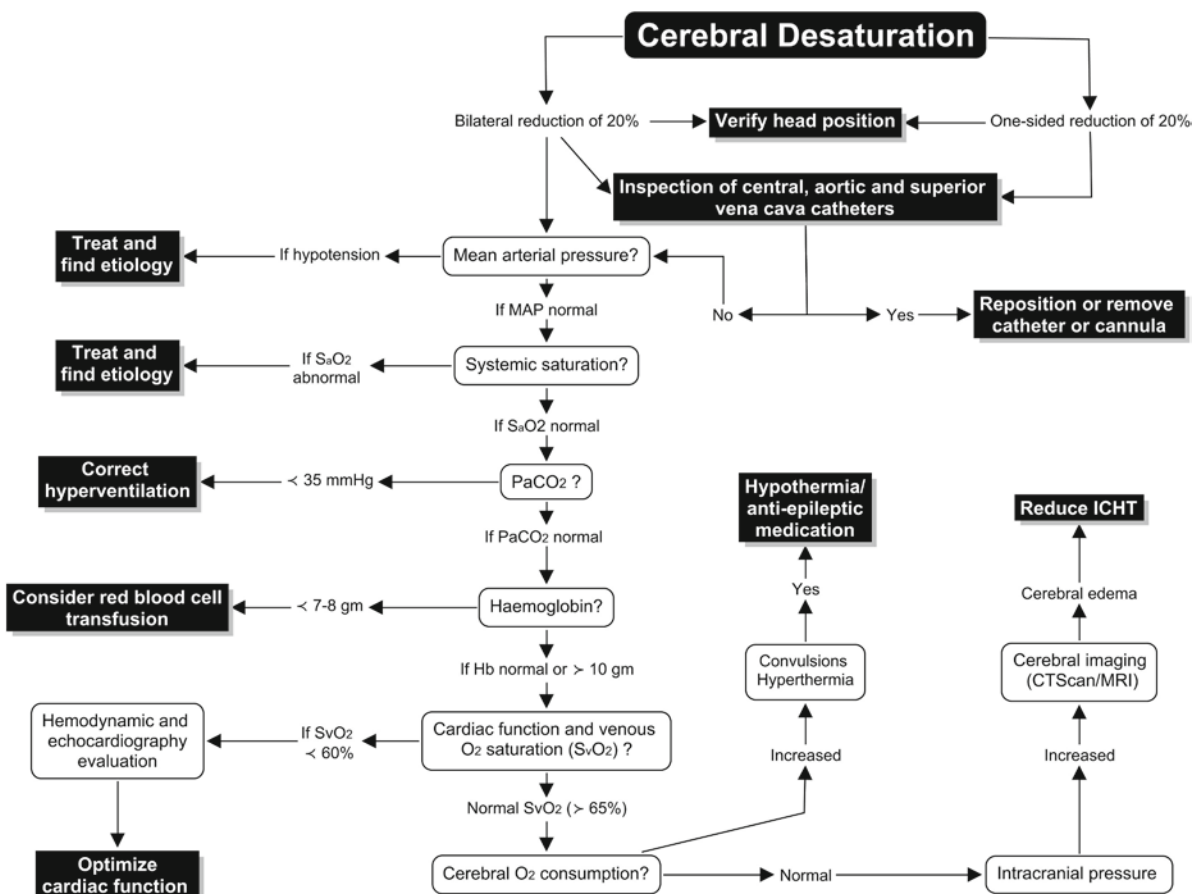 Cerebral Desaturation
Bilateral reduction of 20%
Verify head position
One-sided reduction of 20%
Inspection of central, aortic and superior
vena cava catheters
Treat and
find etiology
If hypotension
Mean arterial pressure?
No
Yes
Reposition or remove
catheter or cannula
If MAP normal
Treat and
find etiology
If SaO2
abnormal
Systemic saturation?
If SaO2 normal
Correct
hyperventilation
< 35 mmHg
PaCO2 ?
Hypothermia/
anti-epileptic
medication
Reduce ICHT
If PaCO2 normal
Consider red blood cell
transfusion
< 7-8 gm
Haemoglobin?
Yes
Cerebral edema
If Hb normal or > 10 gm
Convulsions
Hyperthermia
Cerebral imaging
(CTScan/MRI)
Hemodynamic and
echocardiography
evaluation
If SvO2
< 60%
Cardiac function and venous
O2 saturation (SvO2) ?
Increased
Increased
Normal SvO2 (> 65%)
Optimize
cardiac function
Cerebral O2 consumption?
Normal
Intracranial pressure